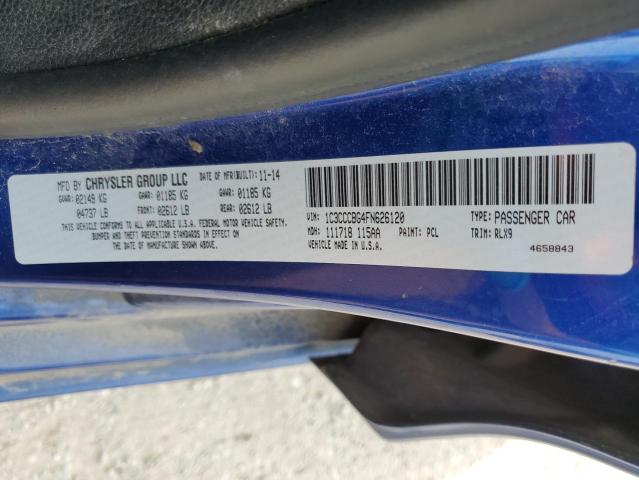 MFD BY CHRYSLER GROUP LLC DATE OF MFR(BUILT): 11-14
GVWR: 02149 KG GAWR: 01185 KG GAWR: 01185 KG
04737 LB FRONT: 02612 LB REAR: 02612 LB
THIS VEHICLE CONFORMS TO ALL APPLICABLE U.S.A. FEDERAL MOTOR VEHICLE SAFETY,
BUMPER AND THEFT PREVENTION STANDARDS IN EFFECT ON
THE DATE OF MANUFACTURE SHOWN ABOVE.
VIN: 1C3CCCBG4FN626120 TYPE: PASSENGER CAR
MDH: 111718 115AA PAINT: PCL TRIM: RLX9
MADE IN U.S.A. 4658843